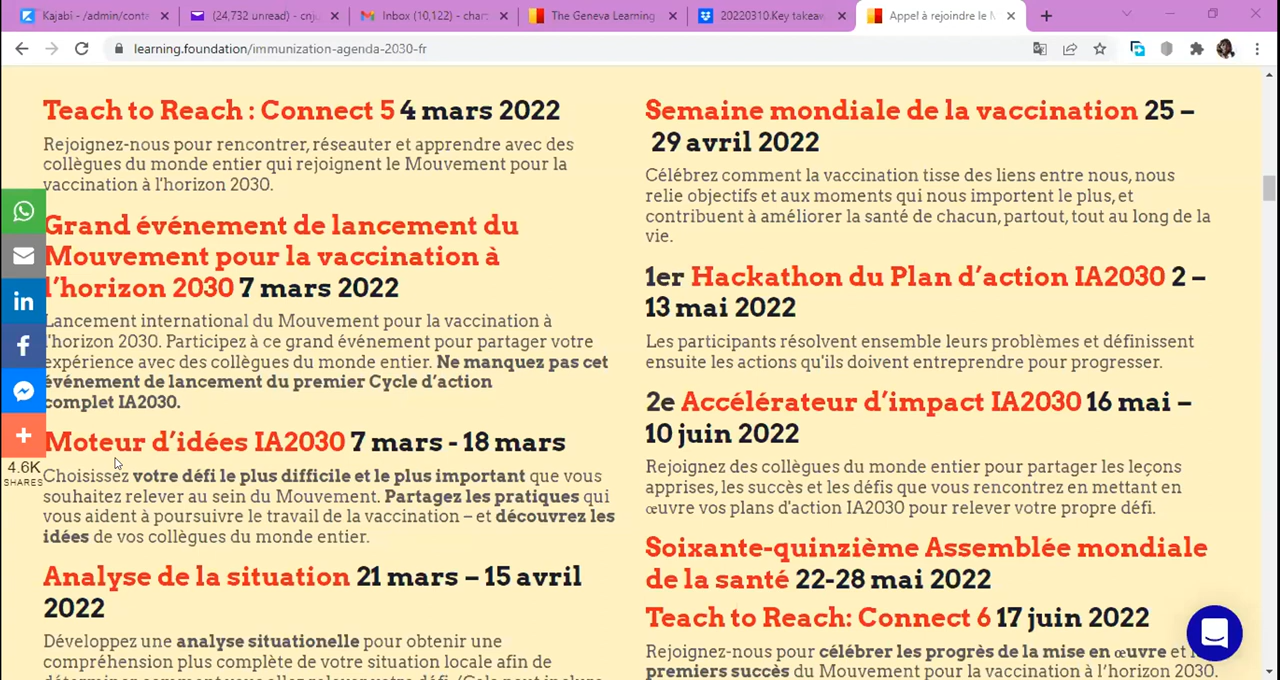 Kajabi - /admin/conte
(24,732 unread) - cnj
Inbox (10,122) - char
The Geneva Learning
20220310.Key takeaw
Appel à rejoindre le M
learning.foundation/immunization-agenda-2030-fr
Teach to Reach : Connect 5 4 mars 2022
Rejoignez-nous pour rencontrer, réseauter et apprendre avec des
collègues du monde entier qui rejoignent le Mouvement pour la
vaccination à l'horizon 2030.
Grand événement de lancement du
Mouvement pour la vaccination à
l'horizon 2030 7 mars 2022
Lancement international du Mouvement pour la vaccination à
l'horizon 2030. Participez à ce grand événement pour partager votre
expérience avec des collègues du monde entier. Ne manquez pas cet
événement de lancement du premier Cycle d'action
complet IA2030.
Moteur d'idées IA2030 7 mars - 18 mars
Choisissez votre défi le plus difficile et le plus important que vous
souhaitez relever au sein du Mouvement. Partagez les pratiques qui
vous aident à poursuivre le travail de la vaccination – et découvrez les
idées de vos collègues du monde entier.
Analyse de la situation 21 mars – 15 avril
2022
Développez une analyse situationelle pour obtenir une
compréhension plus complète de votre situation locale afin de
4.6K
SHARES
Semaine mondiale de la vaccination 25 –
29 avril 2022
Célébrez comment la vaccination tisse des liens entre nous, nous
relie objectifs et aux moments qui nous importent le plus, et
contribuent à améliorer la santé de chacun, partout, tout au long de la
vie.
1er Hackathon du Plan d'action IA2030 2 –
13 mai 2022
Les participants résolvent ensemble leurs problèmes et définissent
ensuite les actions qu'ils doivent entreprendre pour progresser.
2e Accélérateur d'impact IA2030 16 mai –
10 juin 2022
Rejoignez des collègues du monde entier pour partager les leçons
apprises, les succès et les défis que vous rencontrez en mettant en
œuvre vos plans d'action IA2030 pour relever votre propre défi.
Soixante-quinzième Assemblée mondiale
de la santé 22-28 mai 2022
Teach to Reach: Connect 6 17 juin 2022
Rejoignez-nous pour célébrer les progrès de la mise en œuvre et
premiers succès du Mouvement pour la vaccination à l'horizon 2030.